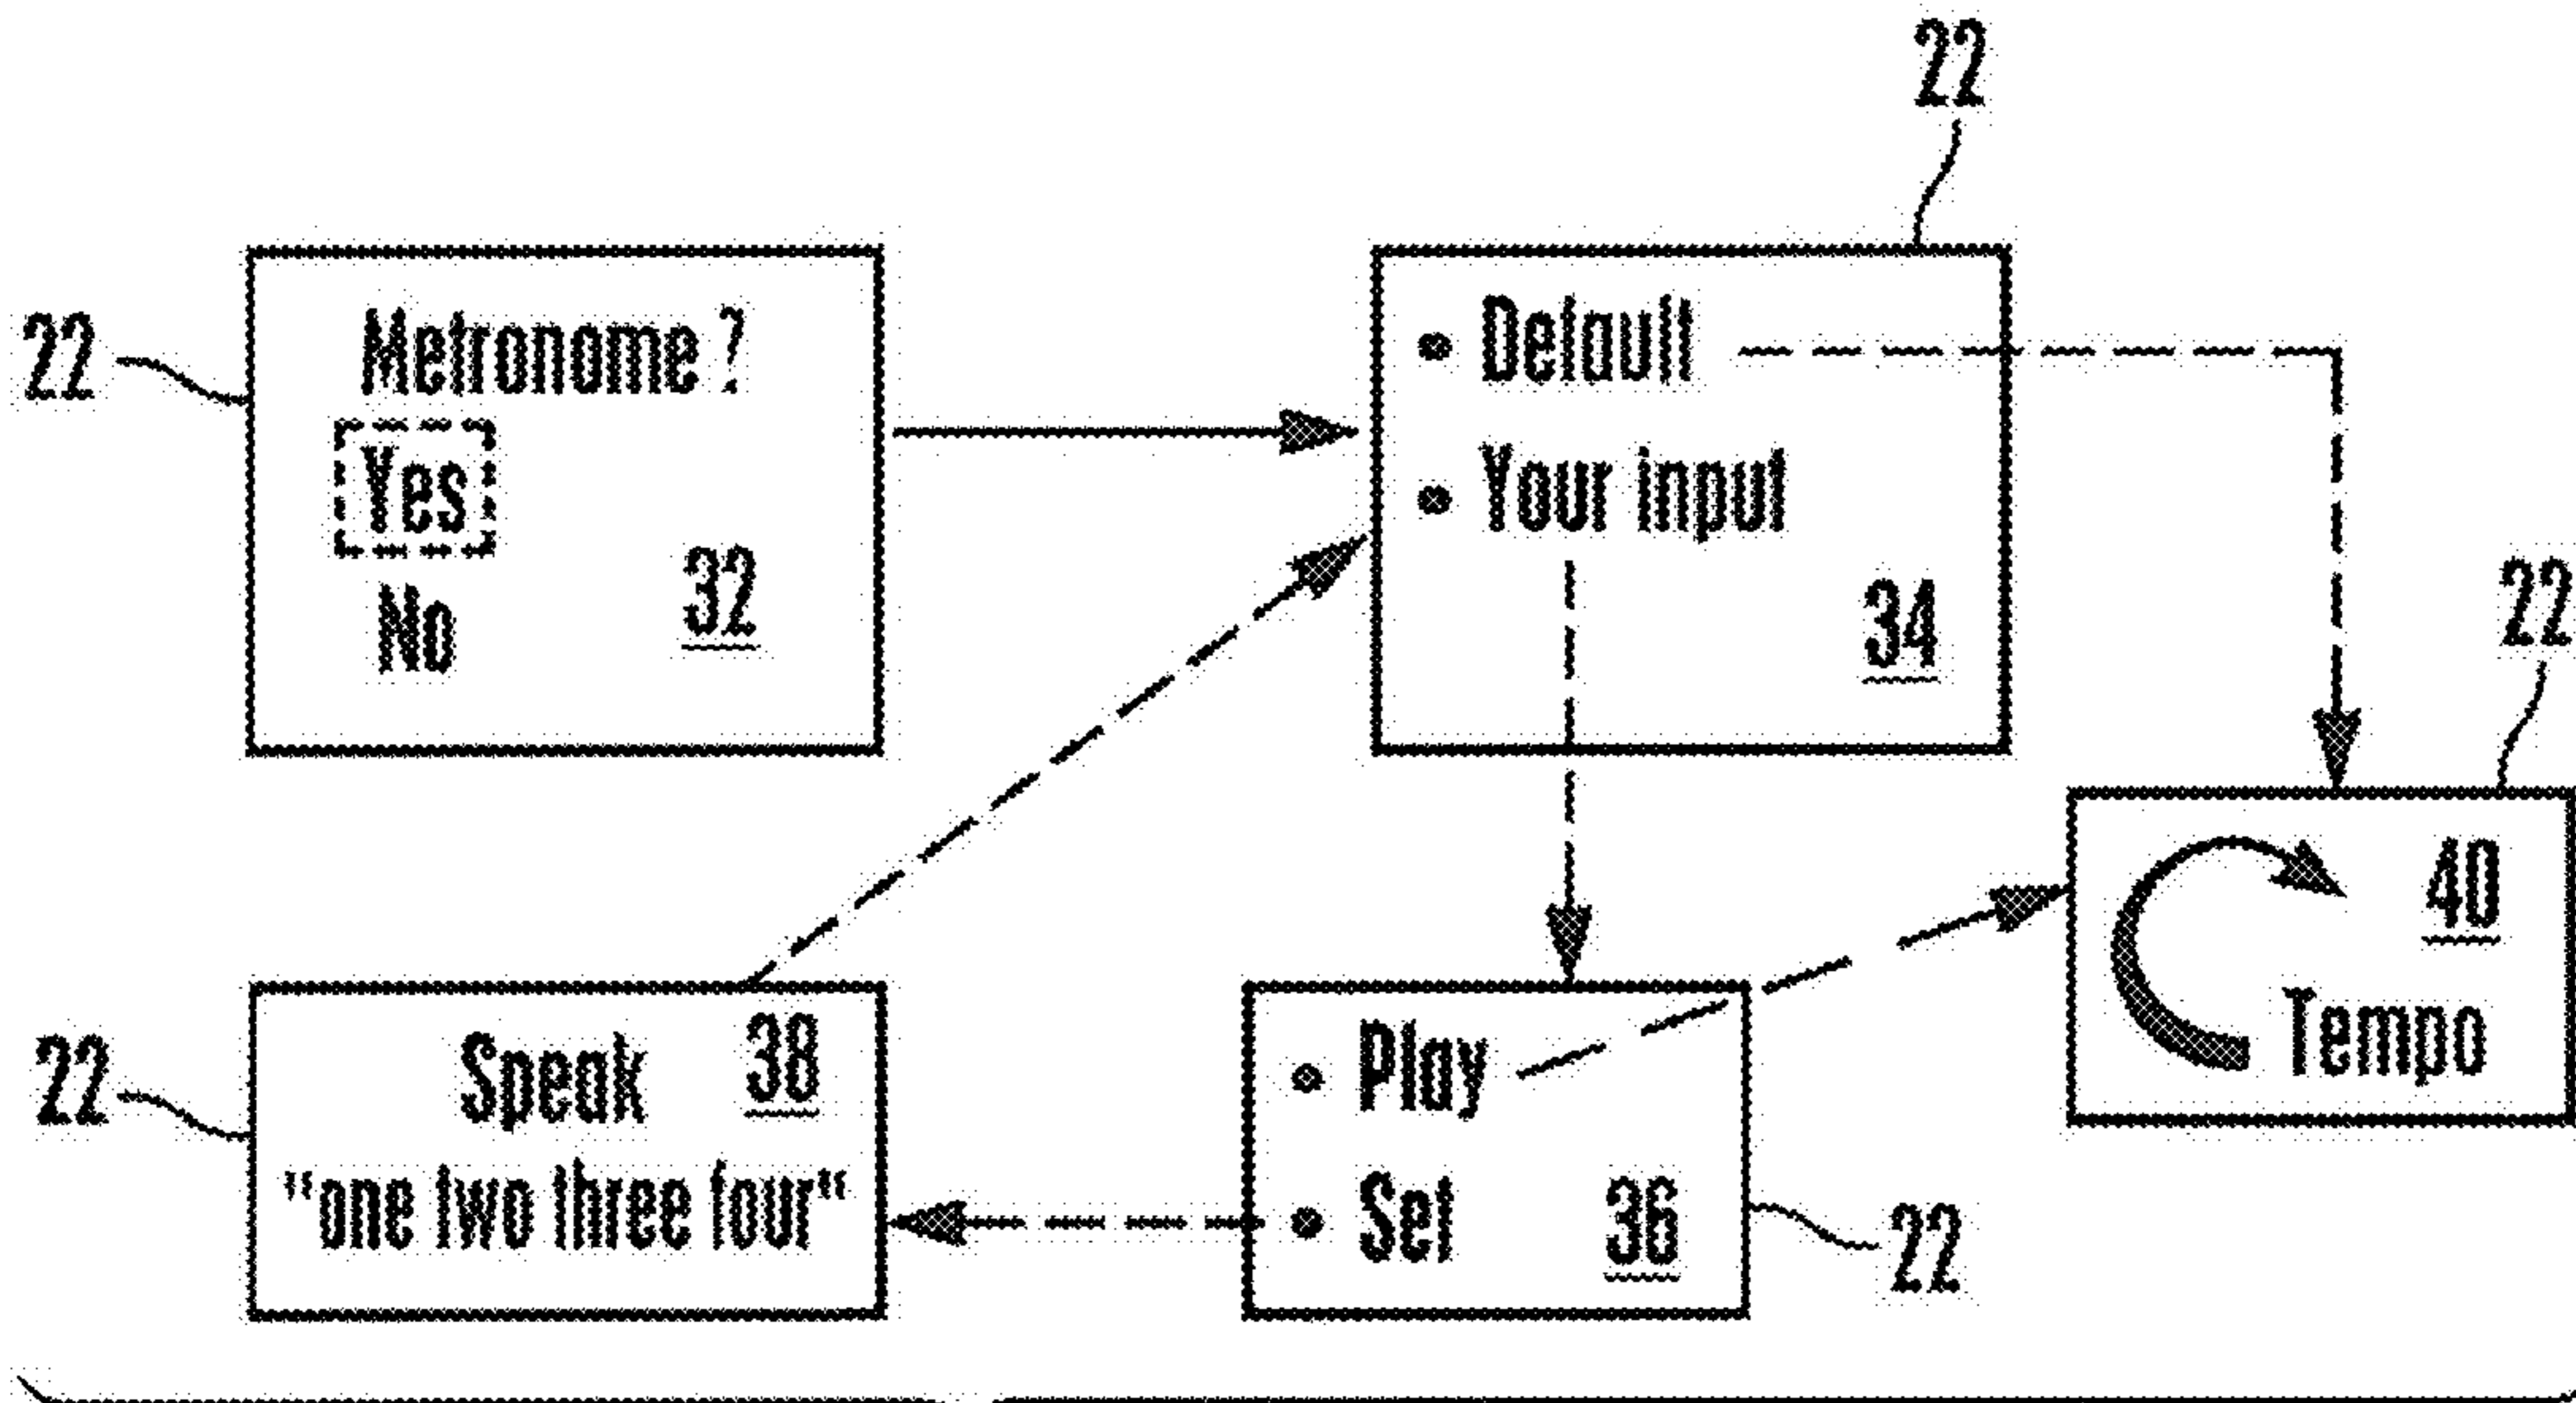 22
22
Metronome ?
Yes
No
32
• Default
• Your input
34
22
40
Tempo
22
Speak 38
"one two three four"
• Play
• Set 36
22